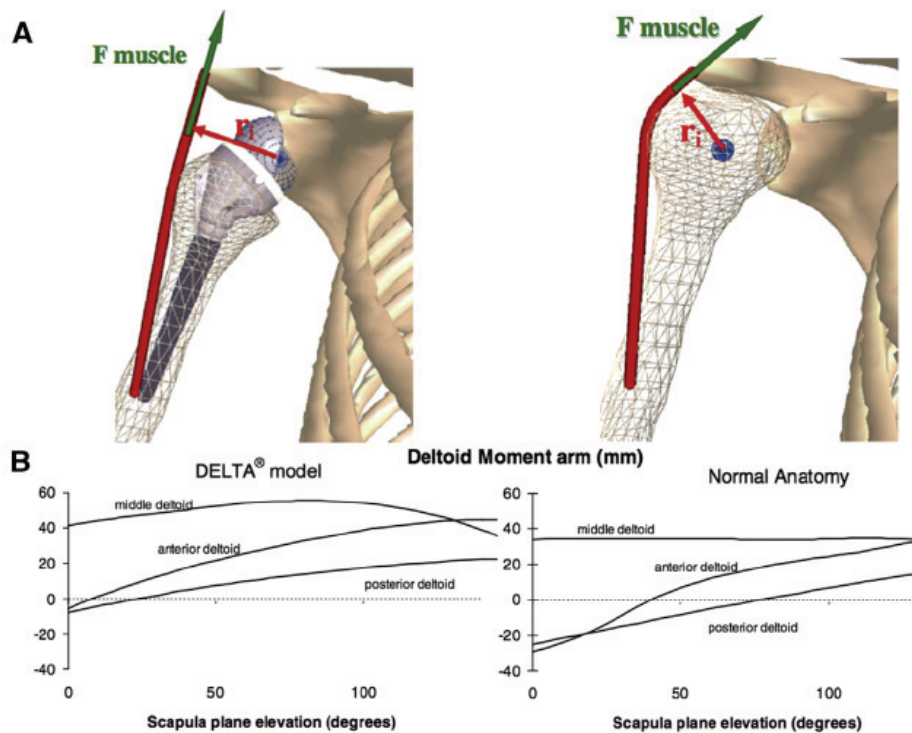 A
F muscle
F muscle
ri
ri
B
Deltoid Moment arm (mm)
DELTA® model
Normal Anatomy
60
40
20
0
-20
-40
middle deltoid
anterior deltoid
posterior deltoid
0
50
100
Scapula plane elevation (degrees)
60
40
20
0
-20
-40
middle deltoid
anterior deltoid
posterior deltoid
0
50
100
Scapula plane elevation (degrees)